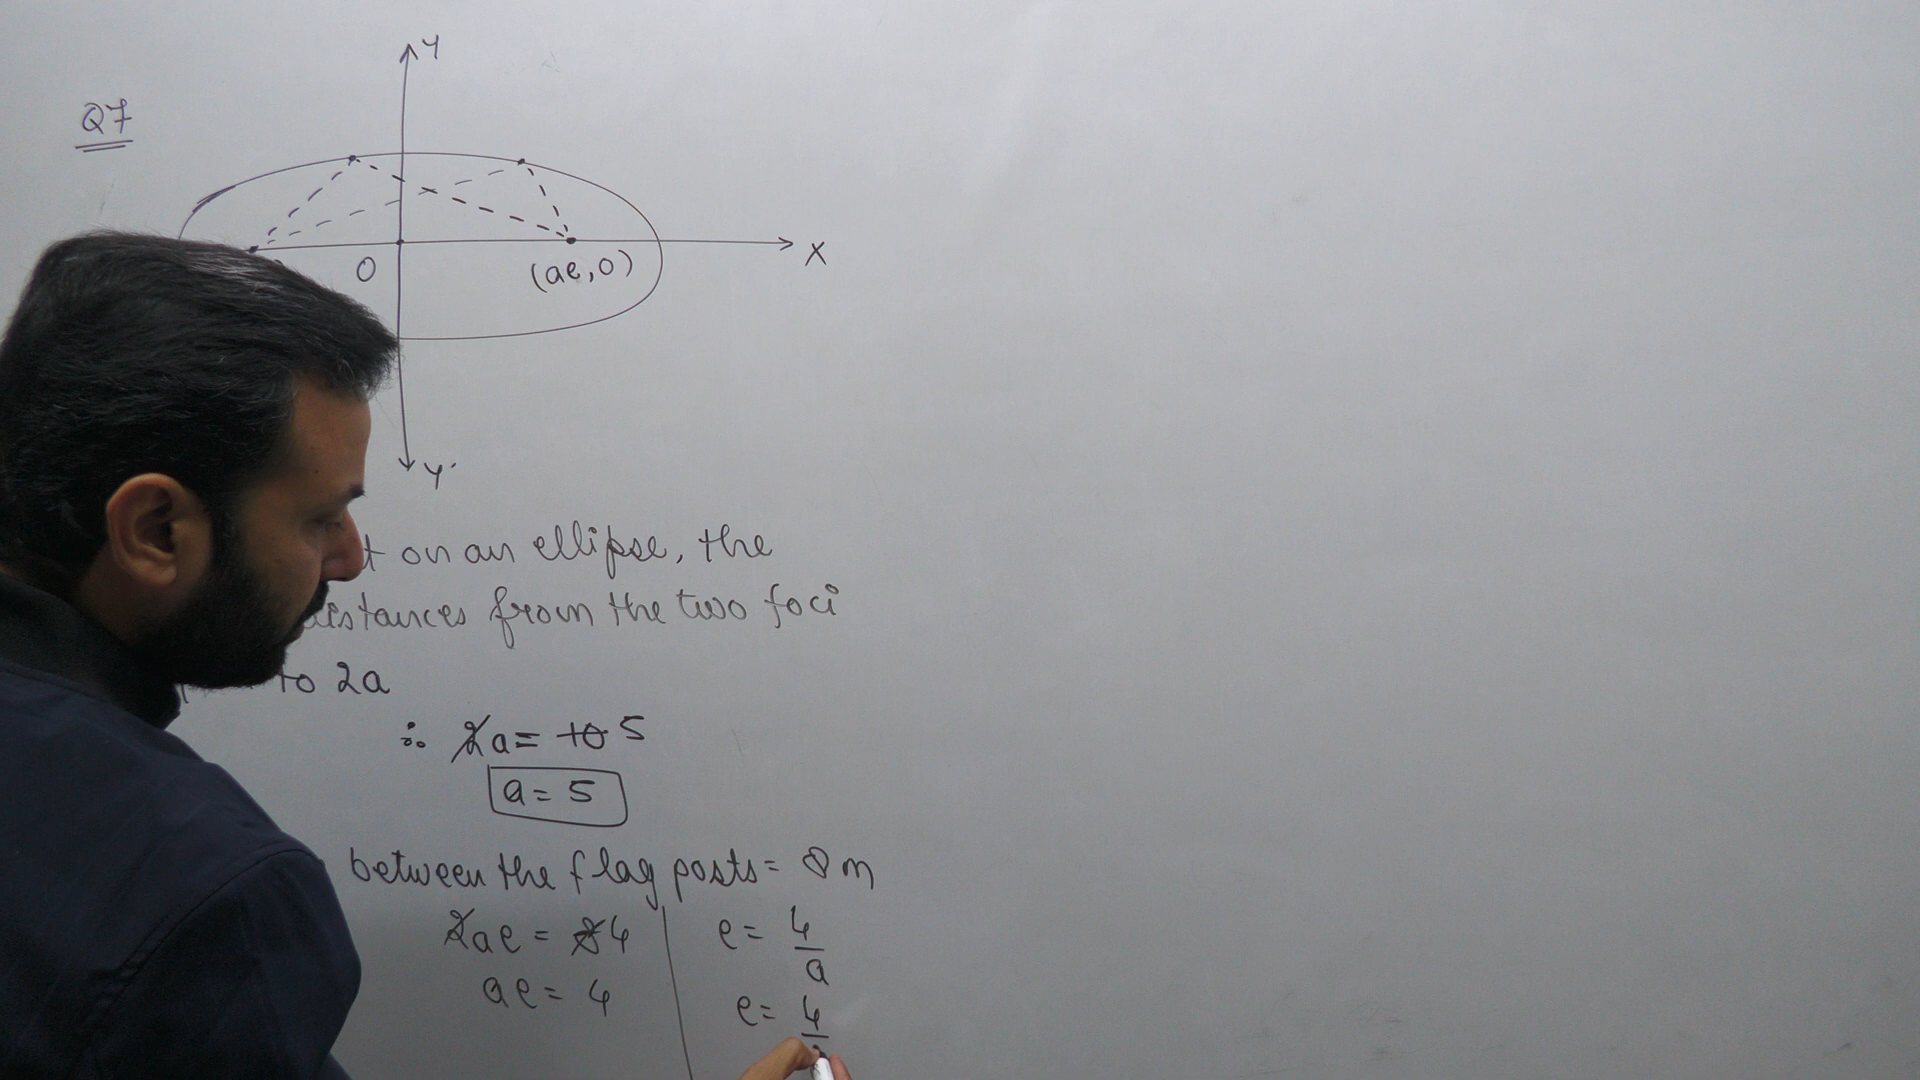 Y
Q7
X
O
(ae,0)
Y'
on an ellipse, the
distances from the two foci
to 2a
∴ 2a = 10 5
a = 5
between the flag posts = 8 m
2ae = 8 4
ae = 4
e = 4/a
e = 4